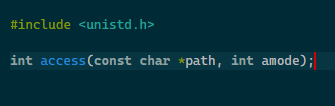 #include <unistd.h>
int access(const char *path, int amode);